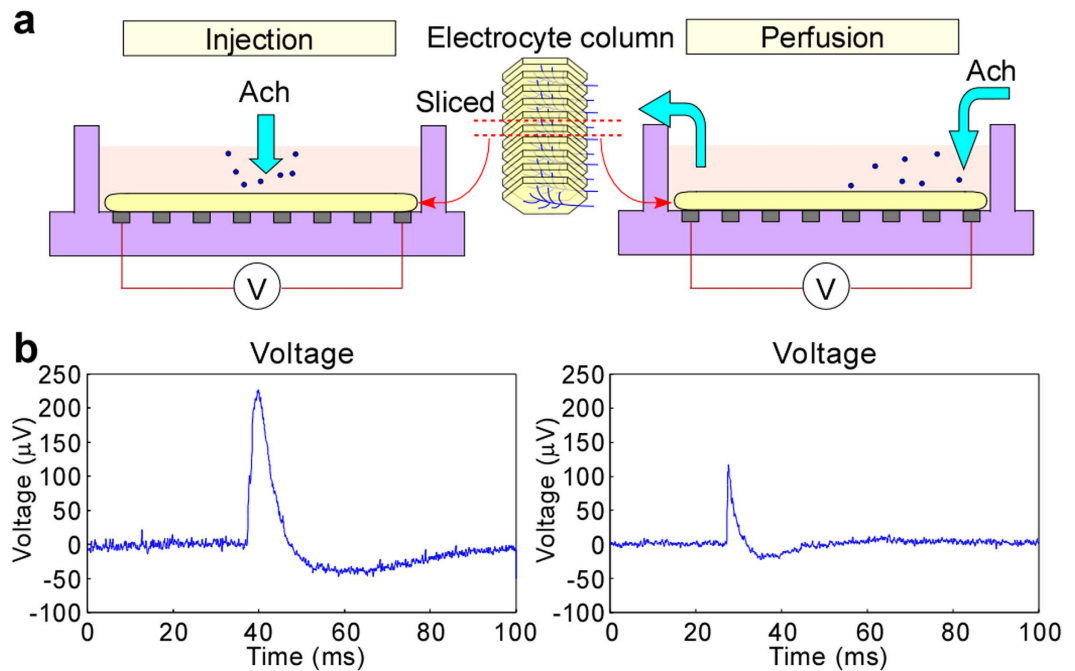 a
Injection
Electrocyte column
Perfusion
Ach
Sliced
Ach
V
V
b
Voltage
Voltage (μV)
250
200
150
100
50
0
-50
-100
0
20
40
60
80
100
Time (ms)
Voltage
Voltage (μV)
250
200
150
100
50
0
-50
-100
0
20
40
60
80
100
Time (ms)